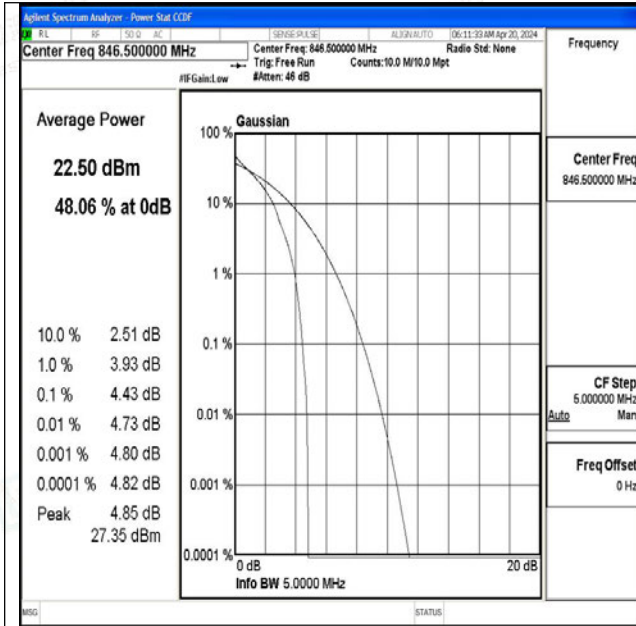 Agilent Spectrum Analyzer - Power Stat CCDF
RL RF 50 Ω AC SENSE:PULSE ALIGNAUTO 06:11:33 AM Apr 20, 2024
Center Freq 846.500000 MHz
Center Freq: 846.500000 MHz Radio Std: None
Trig: Free Run Counts:10.0 M/10.0 Mpt
#IFGain:Low #Atten: 46 dB
Frequency
Average Power
22.50 dBm
48.06 % at 0dB
10.0 % 2.51 dB
1.0 % 3.93 dB
0.1 % 4.43 dB
0.01 % 4.73 dB
0.001 % 4.80 dB
0.0001 % 4.82 dB
Peak 4.85 dB
27.35 dBm
Gaussian
100 %
10 %
1 %
0.1 %
0.01 %
0.001 %
0.0001 %
0 dB 20 dB
Info BW 5.0000 MHz
Center Freq
846.500000 MHz
CF Step
5.000000 MHz
Auto Man
Freq Offset
0 Hz
MSG STATUS